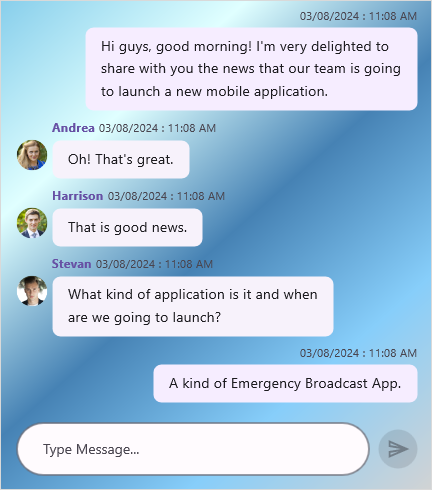 03/08/2024 : 11:08 AM
Hi guys, good morning! I'm very delighted to
share with you the news that our team is going
to launch a new mobile application.
Andrea 03/08/2024 : 11:08 AM
Oh! That's great.
Harrison 03/08/2024 : 11:08 AM
That is good news.
Stevan 03/08/2024 : 11:08 AM
What kind of application is it and when
are we going to launch?
03/08/2024 : 11:08 AM
A kind of Emergency Broadcast App.
Type Message...